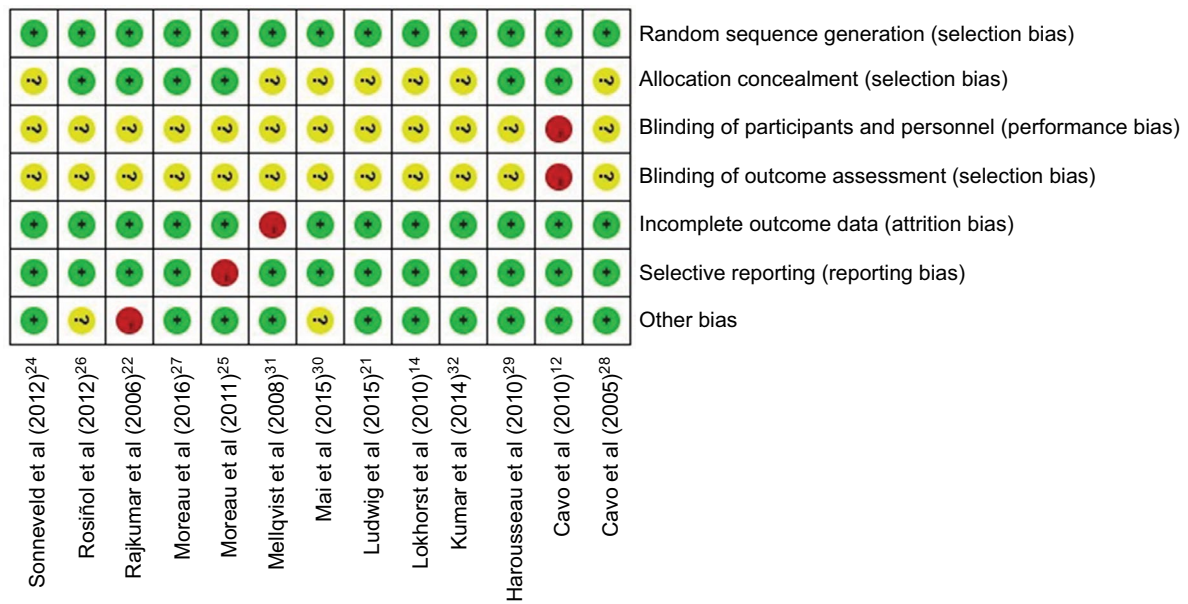 + + + + + + + + + + + + + Random sequence generation (selection bias)
? + + + + ? ? ? ? ? + + ? Allocation concealment (selection bias)
? ? ? ? ? ? ? ? ? ? ? - ? Blinding of participants and personnel (performance bias)
? ? ? ? ? ? ? ? ? ? ? - ? Blinding of outcome assessment (selection bias)
+ + + + + - + + + + + + + Incomplete outcome data (attrition bias)
+ + + + - + + + + + + + + Selective reporting (reporting bias)
+ ? - + + + ? + + + + + + Other bias
Sonneveld et al (2012)²⁴
Rosiñol et al (2012)²⁶
Rajkumar et al (2006)²²
Moreau et al (2016)²⁷
Moreau et al (2011)²⁵
Mellqvist et al (2008)³¹
Mai et al (2015)³⁰
Ludwig et al (2015)²¹
Lokhorst et al (2010)¹⁴
Kumar et al (2014)³²
Harousseau et al (2010)²⁹
Cavo et al (2010)¹²
Cavo et al (2005)²⁸